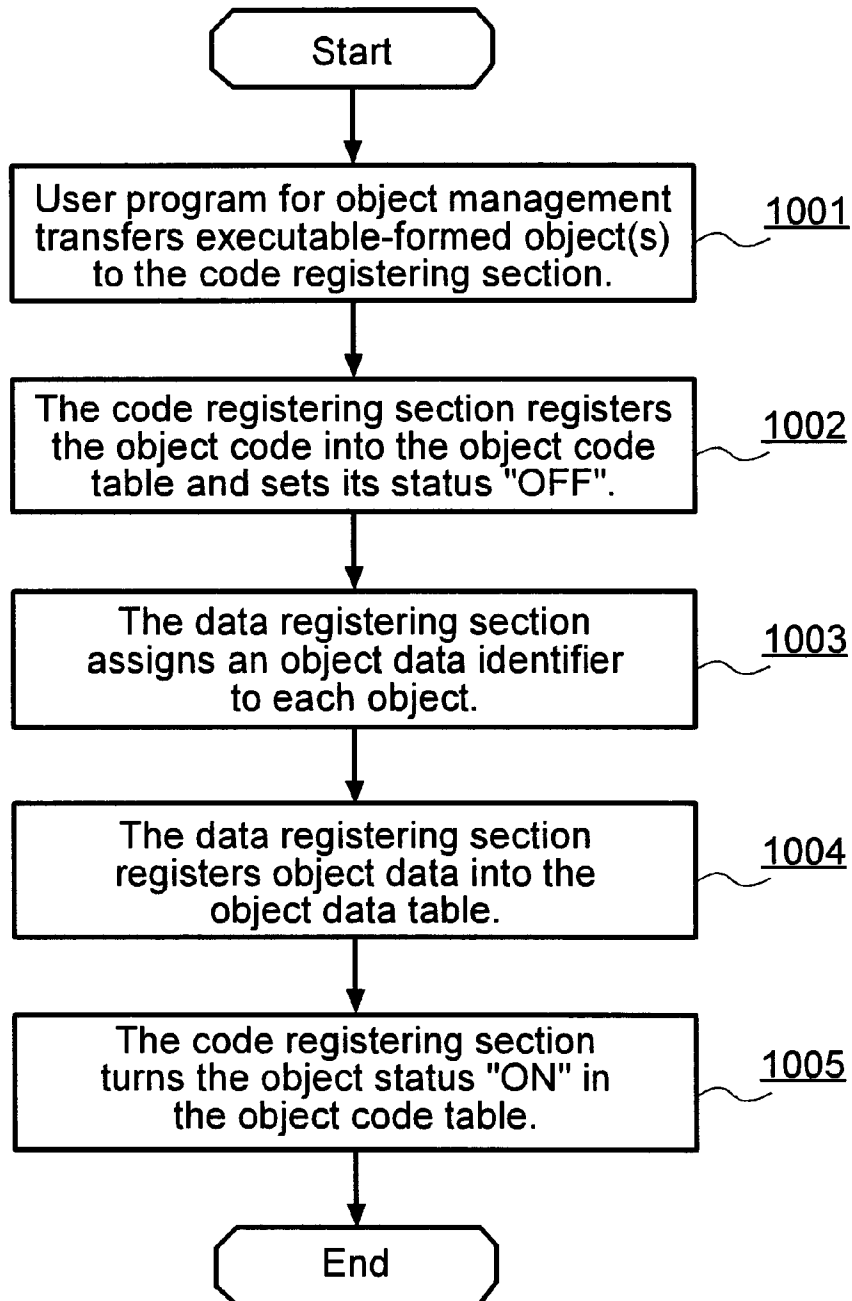 Start
User program for object management
transfers executable-formed object(s)
to the code registering section.
1001
The code registering section registers
the object code into the object code
table and sets its status "OFF".
1002
The data registering section
assigns an object data identifier
to each object.
1003
The data registering section
registers object data into the
object data table.
1004
The code registering section
turns the object status "ON" in
the object code table.
1005
End